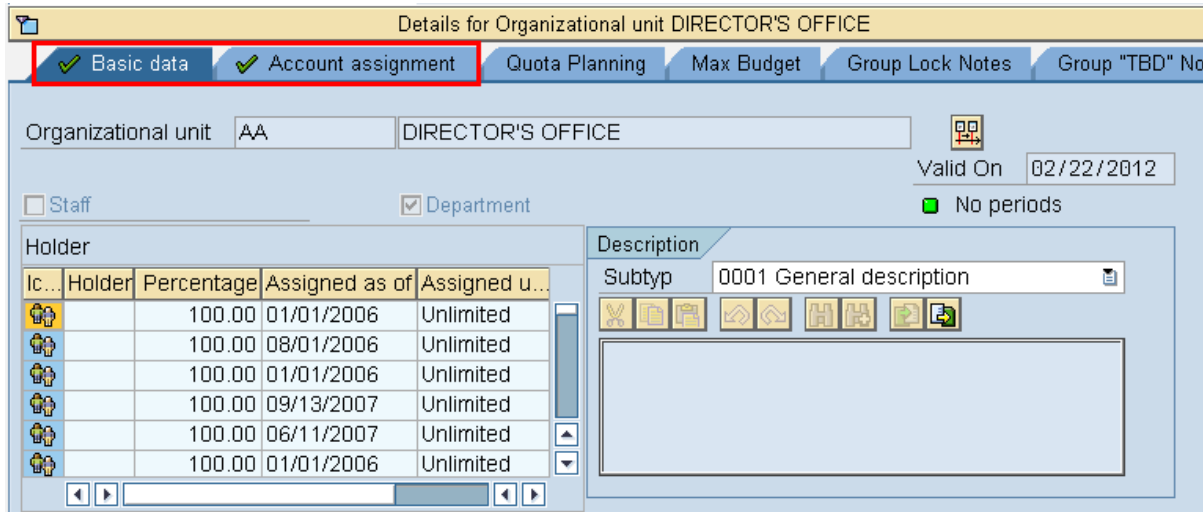 Details for Organizational unit DIRECTOR'S OFFICE
Basic data Account assignment Quota Planning Max Budget Group Lock Notes Group "TBD" No
Organizational unit AA DIRECTOR'S OFFICE
Valid On 02/22/2012
Staff Department No periods
Holder
Ic... Holder Percentage Assigned as of Assigned u...
100.00 01/01/2006 Unlimited
100.00 08/01/2006 Unlimited
100.00 01/01/2006 Unlimited
100.00 09/13/2007 Unlimited
100.00 06/11/2007 Unlimited
100.00 01/01/2006 Unlimited
Description
Subtyp 0001 General description